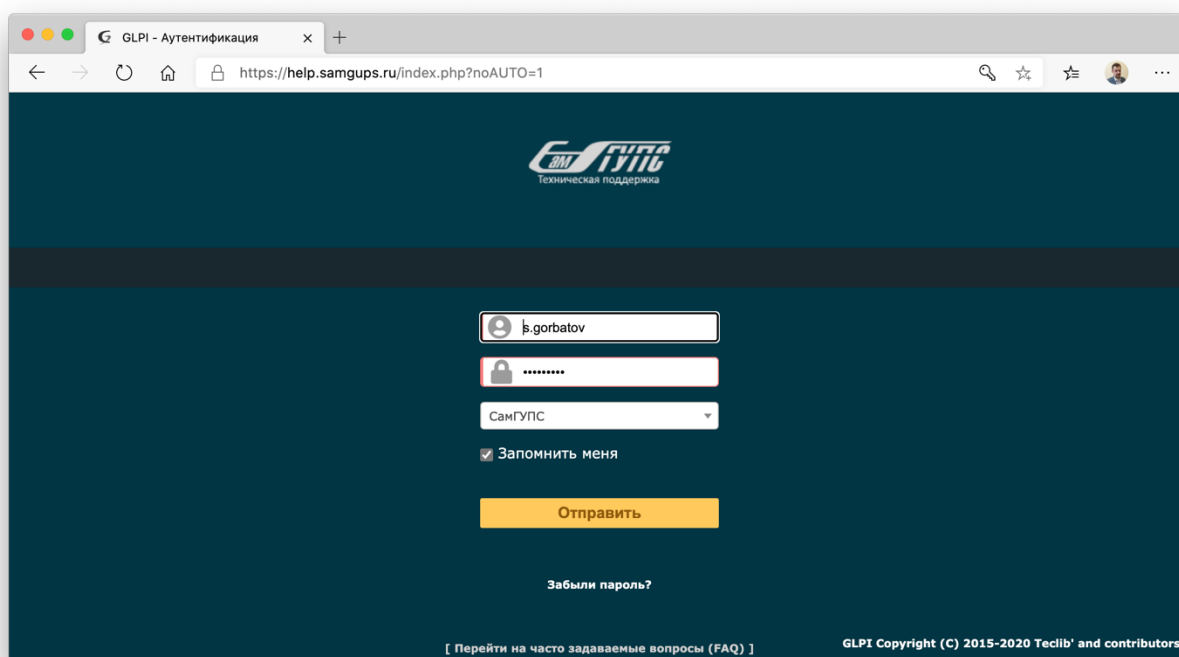 GLPI - Аутентификация
https://help.samgups.ru/index.php?noAUTO=1
СамГУПС
Техническая поддержка
s.gorbatov
•••••••••
СамГУПС
Запомнить меня
Отправить
Забыли пароль?
[ Перейти на часто задаваемые вопросы (FAQ) ]
GLPI Copyright (C) 2015-2020 Teclib' and contributors